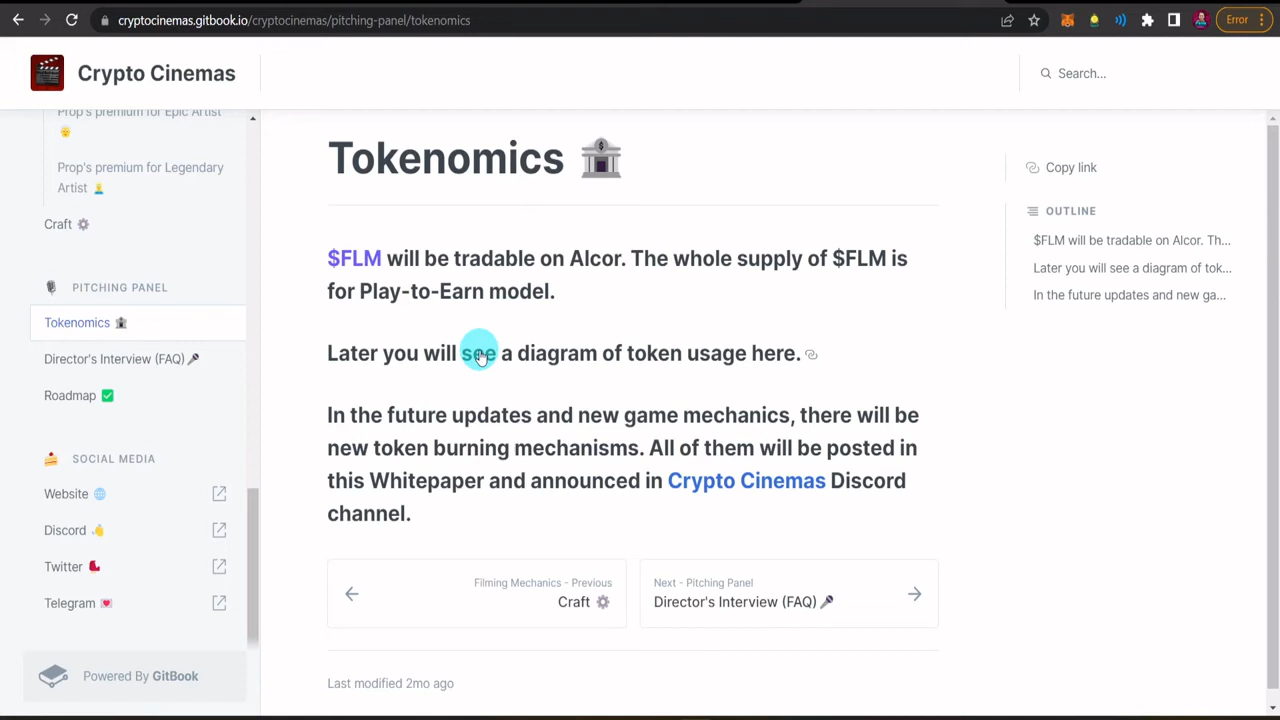 cryptocinemas.gitbook.io/cryptocinemas/pitching-panel/tokenomics
Error
Crypto Cinemas
Search...
Prop's premium for Epic Artist
Prop's premium for Legendary
Artist
Craft
PITCHING PANEL
Tokenomics
Director's Interview (FAQ)
Roadmap
SOCIAL MEDIA
Website
Discord
Twitter
Telegram
Powered By GitBook
Tokenomics
$FLM will be tradable on Alcor. The whole supply of $FLM is
for Play-to-Earn model.
Later you will see a diagram of token usage here.
In the future updates and new game mechanics, there will be
new token burning mechanisms. All of them will be posted in
this Whitepaper and announced in Crypto Cinemas Discord
channel.
Filming Mechanics - Previous
Craft
Next - Pitching Panel
Director's Interview (FAQ)
Last modified 2mo ago
Copy link
OUTLINE
$FLM will be tradable on Alcor. Th...
Later you will see a diagram of tok...
In the future updates and new ga...